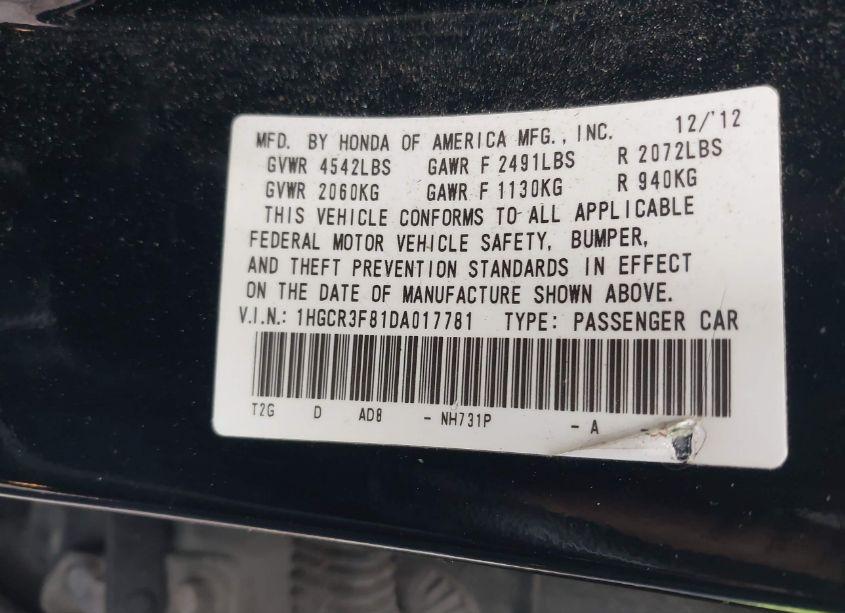 MFD. BY HONDA OF AMERICA MFG., INC. 12/'12
GVWR 4542LBS GAWR F 2491LBS R 2072LBS
GVWR 2060KG GAWR F 1130KG R 940KG
THIS VEHICLE CONFORMS TO ALL APPLICABLE
FEDERAL MOTOR VEHICLE SAFETY, BUMPER,
AND THEFT PREVENTION STANDARDS IN EFFECT
ON THE DATE OF MANUFACTURE SHOWN ABOVE.
V.I.N.: 1HGCR3F81DA017781 TYPE: PASSENGER CAR
T2G D AD8 - NH731P - A -